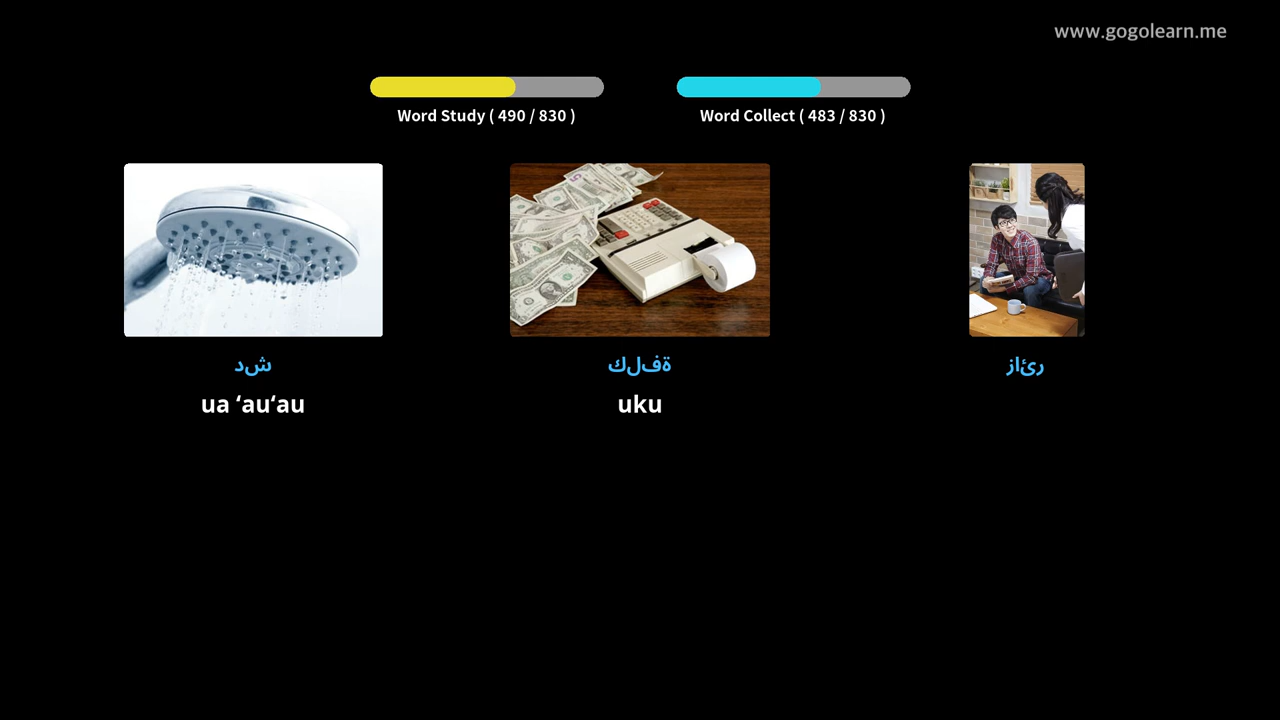 www.gogolearn.me
Word Study ( 490 / 830 )
Word Collect ( 483 / 830 )
شد
ةفلك
رئاز
ua ʻauʻau
uku